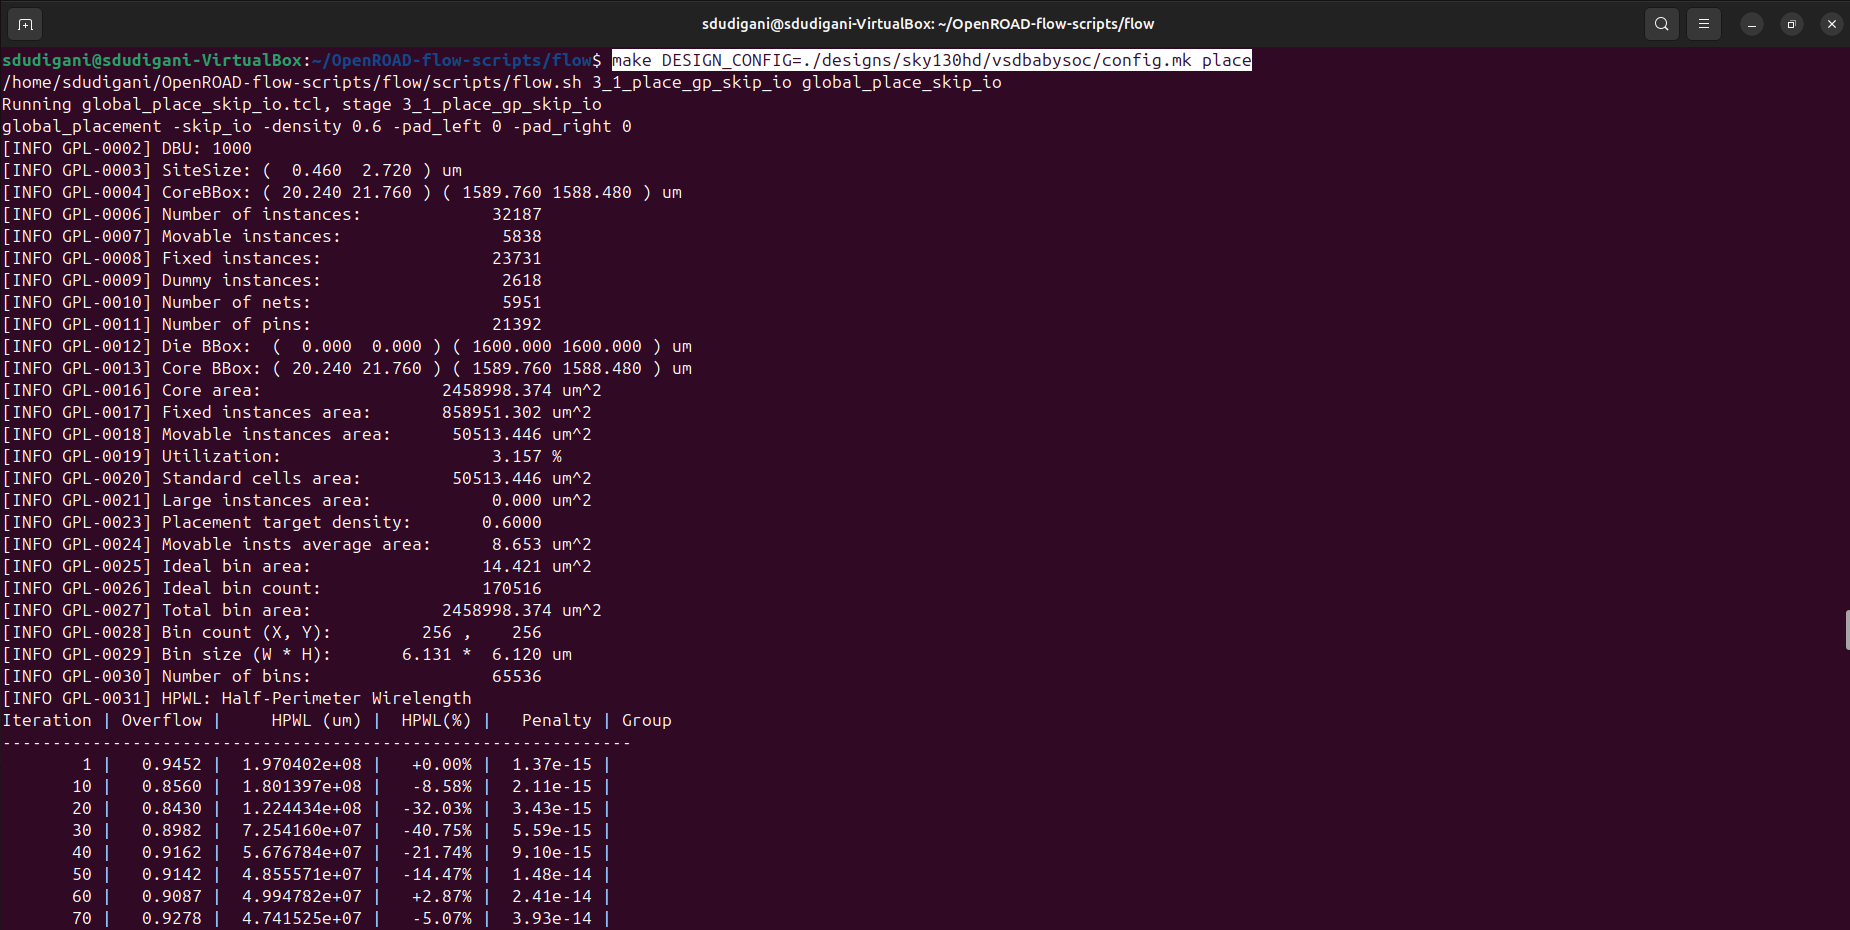 sdudigani@sdudigani-VirtualBox: ~/OpenROAD-flow-scripts/flow
sdudigani@sdudigani-VirtualBox:~/OpenROAD-flow-scripts/flow$ make DESIGN_CONFIG=./designs/sky130hd/vsdbabysoc/config.mk place
/home/sdudigani/OpenROAD-flow-scripts/flow/scripts/flow.sh 3_1_place_gp_skip_io global_place_skip_io
Running global_place_skip_io.tcl, stage 3_1_place_gp_skip_io
global_placement -skip_io -density 0.6 -pad_left 0 -pad_right 0
[INFO GPL-0002] DBU: 1000
[INFO GPL-0003] SiteSize: (  0.460  2.720 ) um
[INFO GPL-0004] CoreBBox: ( 20.240 21.760 ) ( 1589.760 1588.480 ) um
[INFO GPL-0006] Number of instances:             32187
[INFO GPL-0007] Movable instances:                5838
[INFO GPL-0008] Fixed instances:                 23731
[INFO GPL-0009] Dummy instances:                  2618
[INFO GPL-0010] Number of nets:                   5951
[INFO GPL-0011] Number of pins:                  21392
[INFO GPL-0012] Die BBox:  (  0.000  0.000 ) ( 1600.000 1600.000 ) um
[INFO GPL-0013] Core BBox: ( 20.240 21.760 ) ( 1589.760 1588.480 ) um
[INFO GPL-0016] Core area:                  2458998.374 um^2
[INFO GPL-0017] Fixed instances area:       858951.302 um^2
[INFO GPL-0018] Movable instances area:      50513.446 um^2
[INFO GPL-0019] Utilization:                     3.157 %
[INFO GPL-0020] Standard cells area:         50513.446 um^2
[INFO GPL-0021] Large instances area:            0.000 um^2
[INFO GPL-0023] Placement target density:       0.6000
[INFO GPL-0024] Movable insts average area:      8.653 um^2
[INFO GPL-0025] Ideal bin area:                 14.421 um^2
[INFO GPL-0026] Ideal bin count:                170516
[INFO GPL-0027] Total bin area:             2458998.374 um^2
[INFO GPL-0028] Bin count (X, Y):         256 ,    256
[INFO GPL-0029] Bin size (W * H):       6.131 *  6.120 um
[INFO GPL-0030] Number of bins:                  65536
[INFO GPL-0031] HPWL: Half-Perimeter Wirelength
Iteration | Overflow |     HPWL (um) |  HPWL(%) |   Penalty | Group
---------------------------------------------------------------
        1 |   0.9452 |  1.970402e+08 |   +0.00% |  1.37e-15 |
       10 |   0.8560 |  1.801397e+08 |   -8.58% |  2.11e-15 |
       20 |   0.8430 |  1.224434e+08 |  -32.03% |  3.43e-15 |
       30 |   0.8982 |  7.254160e+07 |  -40.75% |  5.59e-15 |
       40 |   0.9162 |  5.676784e+07 |  -21.74% |  9.10e-15 |
       50 |   0.9142 |  4.855571e+07 |  -14.47% |  1.48e-14 |
       60 |   0.9087 |  4.994782e+07 |   +2.87% |  2.41e-14 |
       70 |   0.9278 |  4.741525e+07 |   -5.07% |  3.93e-14 |